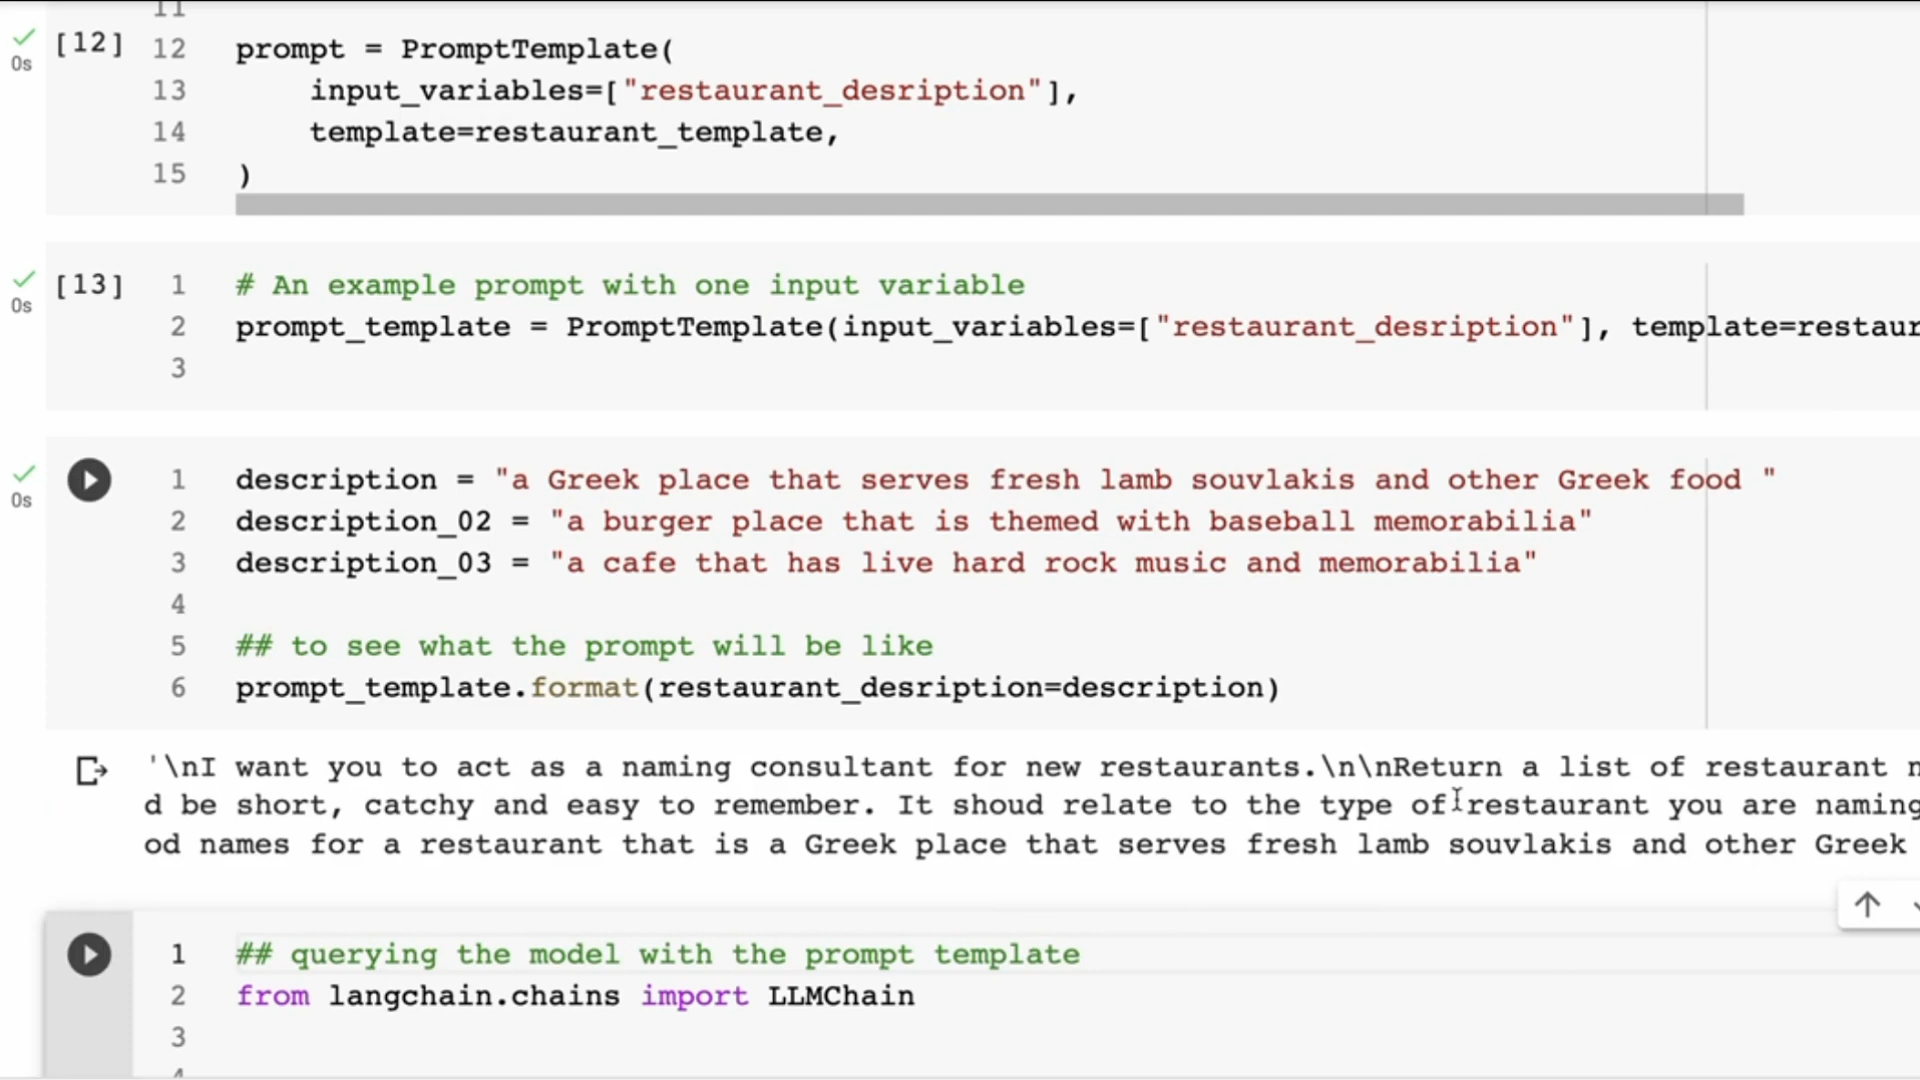 11
[12] 12 prompt = PromptTemplate(
0s 13 input_variables=["restaurant_desription"],
14 template=restaurant_template,
15 )
[13] 1 # An example prompt with one input variable
0s 2 prompt_template = PromptTemplate(input_variables=["restaurant_desription"], template=restaur
3
1 description = "a Greek place that serves fresh lamb souvlakis and other Greek food "
0s 2 description_02 = "a burger place that is themed with baseball memorabilia"
3 description_03 = "a cafe that has live hard rock music and memorabilia"
4
5 ## to see what the prompt will be like
6 prompt_template.format(restaurant_desription=description)
'\nI want you to act as a naming consultant for new restaurants.\n\nReturn a list of restaurant n
d be short, catchy and easy to remember. It shoud relate to the type of restaurant you are naming
od names for a restaurant that is a Greek place that serves fresh lamb souvlakis and other Greek
1 ## querying the model with the prompt template
2 from langchain.chains import LLMChain
3
4